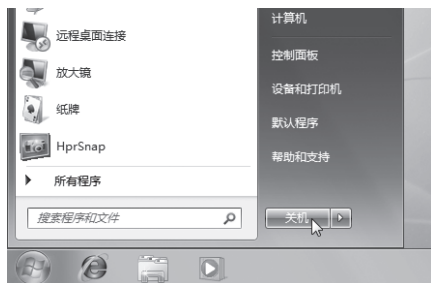 远程桌面连接
放大镜
纸牌
HprSnap
所有程序
搜索程序和文件
计算机
控制面板
设备和打印机
默认程序
帮助和支持
关机